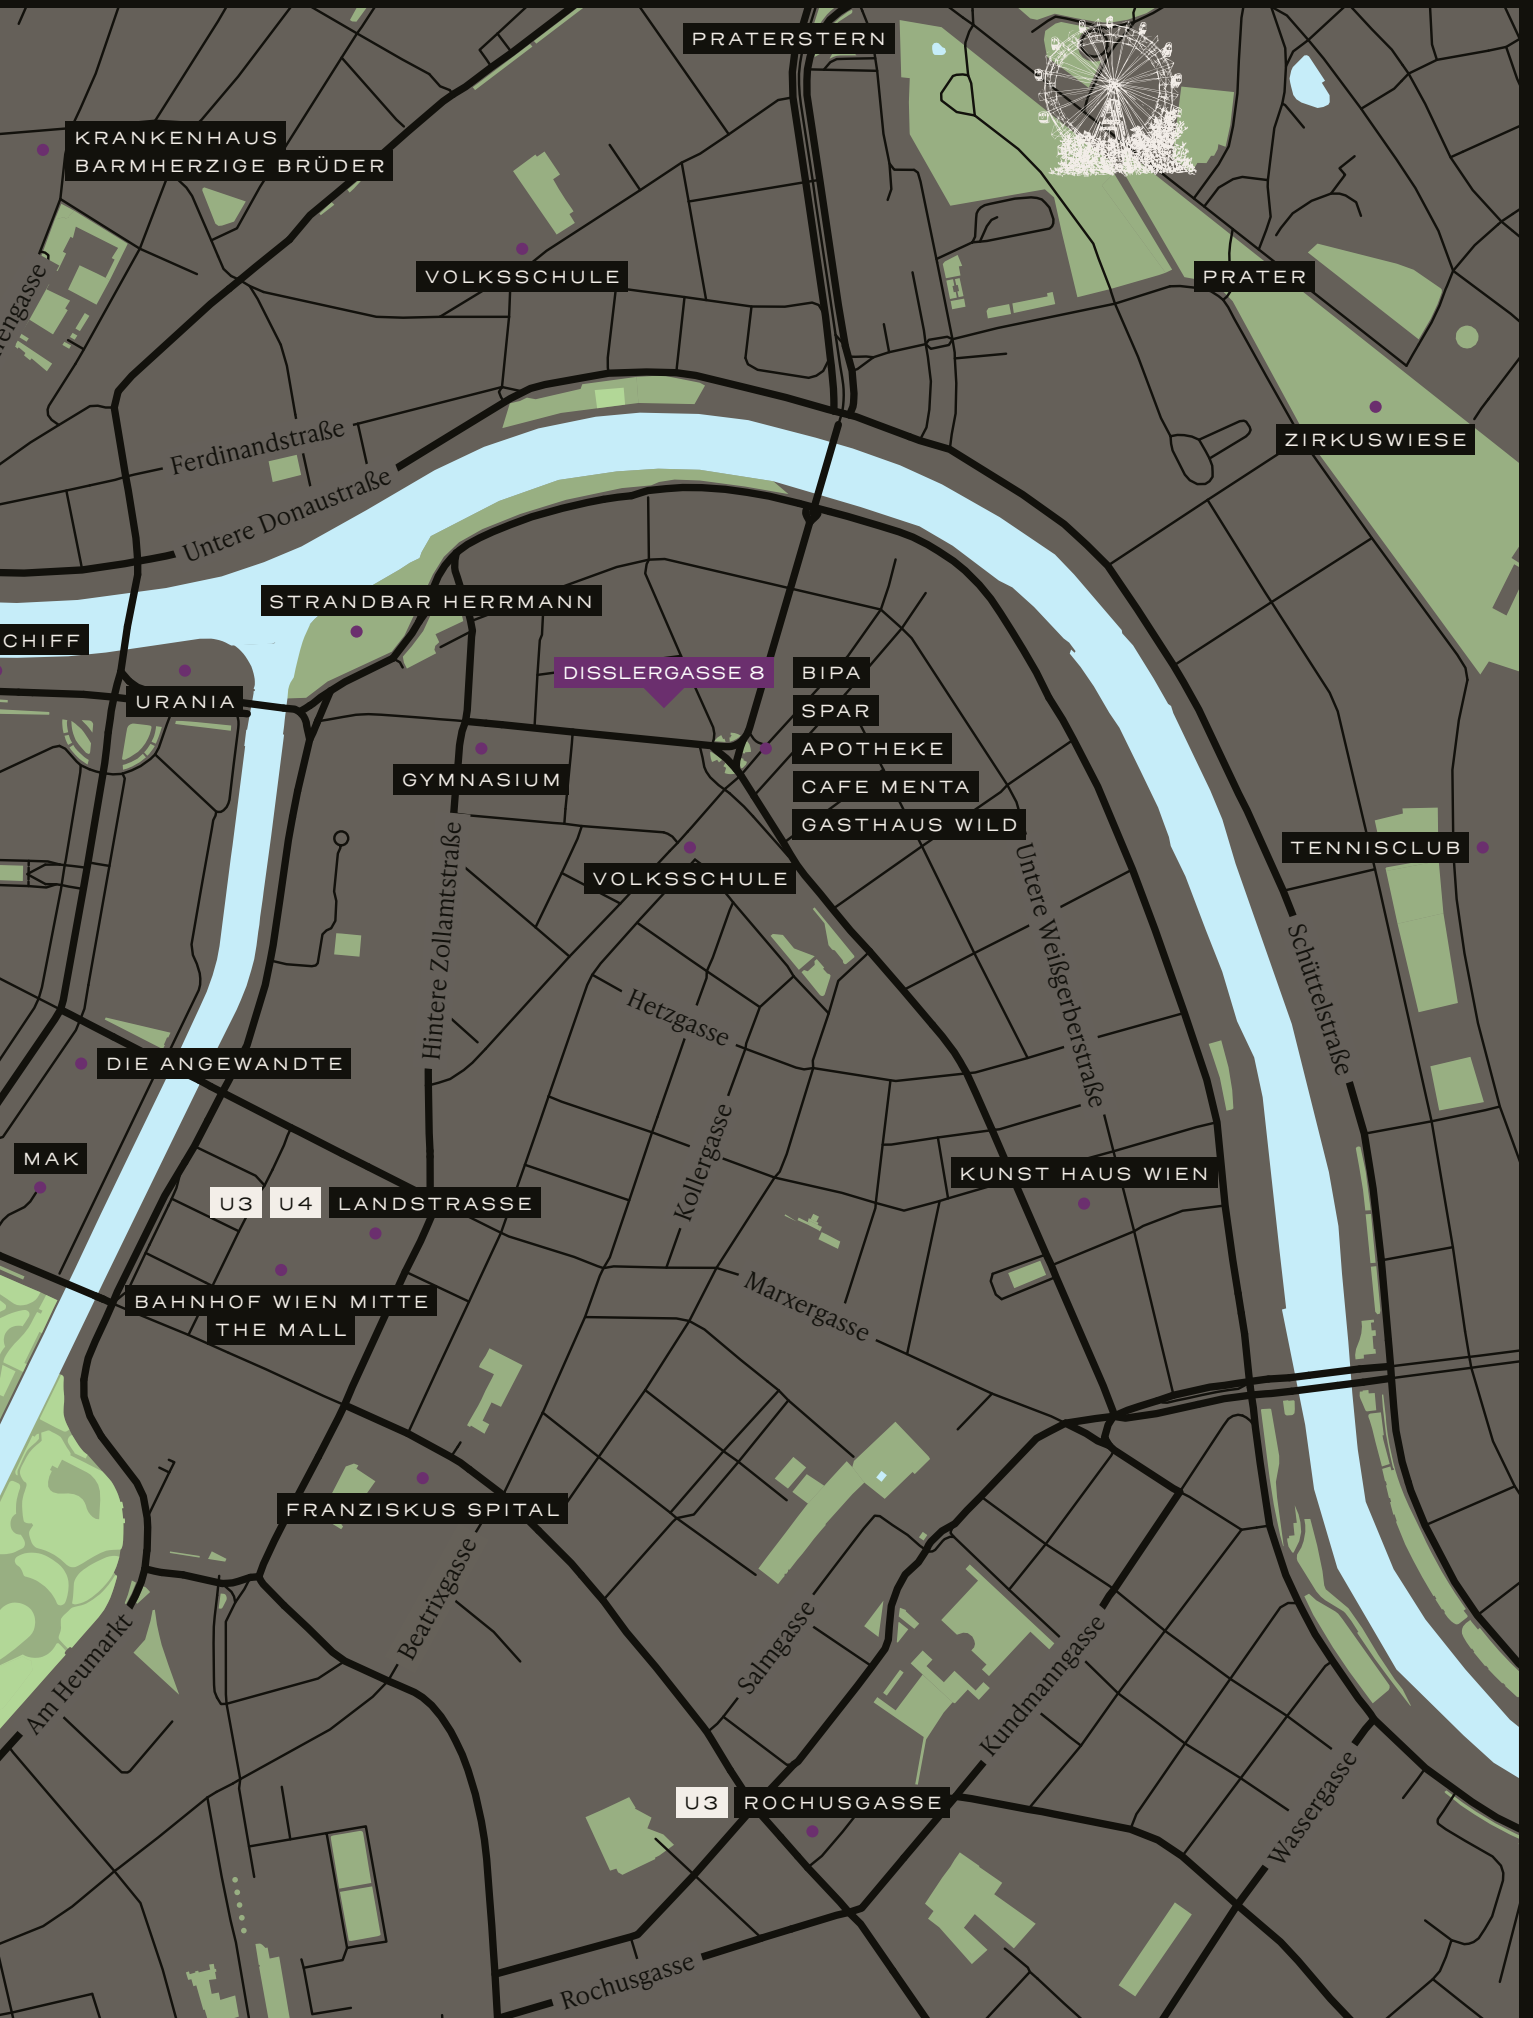 PRATERSTERN
KRANKENHAUS
BARMHERZIGE BRÜDER
VOLKSSCHULE
PRATER
engasse
Ferdinandstraße
ZIRKUSWIESE
Untere Donaustraße
STRANDBAR HERRMANN
CHIFF
DISSLERGASSE 8
BIPA
URANIA
SPAR
APOTHEKE
GYMNASIUM
CAFE MENTA
GASTHAUS WILD
TENNISCLUB
VOLKSSCHULE
Hintere Zollamtstraße
Untere Weißgerberstraße
Schüttelstraße
Hetzgasse
DIE ANGEWANDTE
MAK
Kollergasse
KUNST HAUS WIEN
U3 U4 LANDSTRASSE
BAHNHOF WIEN MITTE
THE MALL
Marxergasse
FRANZISKUS SPITAL
Beatrixgasse
Salmgasse
Am Heumarkt
Kundmanngasse
U3 ROCHUSGASSE
Wassergasse
Rochusgasse